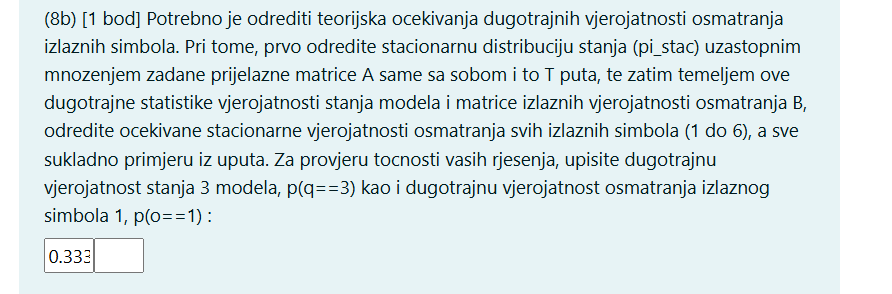 (8b) [1 bod] Potrebno je odrediti teorijska ocekivanja dugotrajnih vjerojatnosti osmatranja
izlaznih simbola. Pri tome, prvo odredite stacionarnu distribuciju stanja (pi_stac) uzastopnim
mnozenjem zadane prijelazne matrice A same sa sobom i to T puta, te zatim temeljem ove
dugotrajne statistike vjerojatnosti stanja modela i matrice izlaznih vjerojatnosti osmatranja B,
odredite ocekivane stacionarne vjerojatnosti osmatranja svih izlaznih simbola (1 do 6), a sve
sukladno primjeru iz uputa. Za provjeru tocnosti vasih rjesenja, upisite dugotrajnu
vjerojatnost stanja 3 modela, p(q==3) kao i dugotrajnu vjerojatnost osmatranja izlaznog
simbola 1, p(o==1) :
0.333